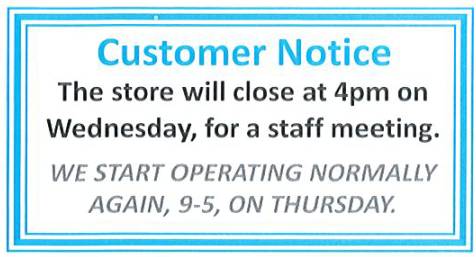 Customer Notice
The store will close at 4pm on
Wednesday, for a staff meeting.
WE START OPERATING NORMALLY
AGAIN, 9-5, ON THURSDAY.